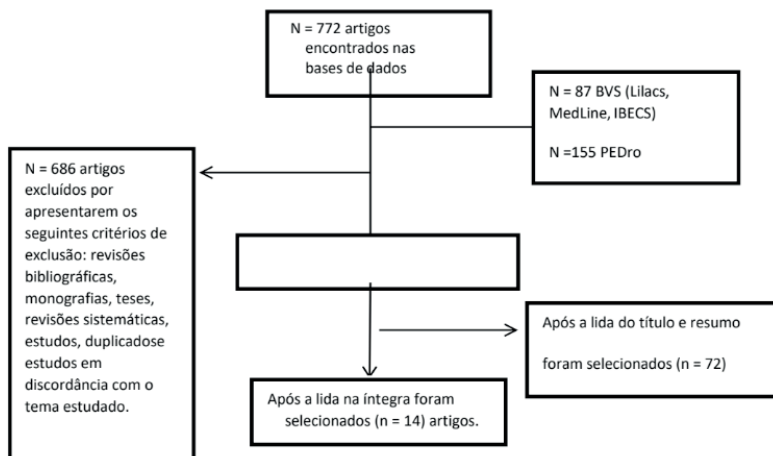 N = 772 artigos
encontrados nas
bases de dados
N = 87 BVS (Lilacs,
MedLine, IBECS)
N =155 PEDro
N = 686 artigos
excluídos por
apresentarem os
seguintes critérios de
exclusão: revisões
bibliográficas,
monografias, teses,
revisões sistemáticas,
estudos, duplicadose
estudos em
discordância com o
tema estudado.
Após a lida do título e resumo
foram selecionados (n = 72)
Após a lida na íntegra foram
selecionados (n = 14) artigos.